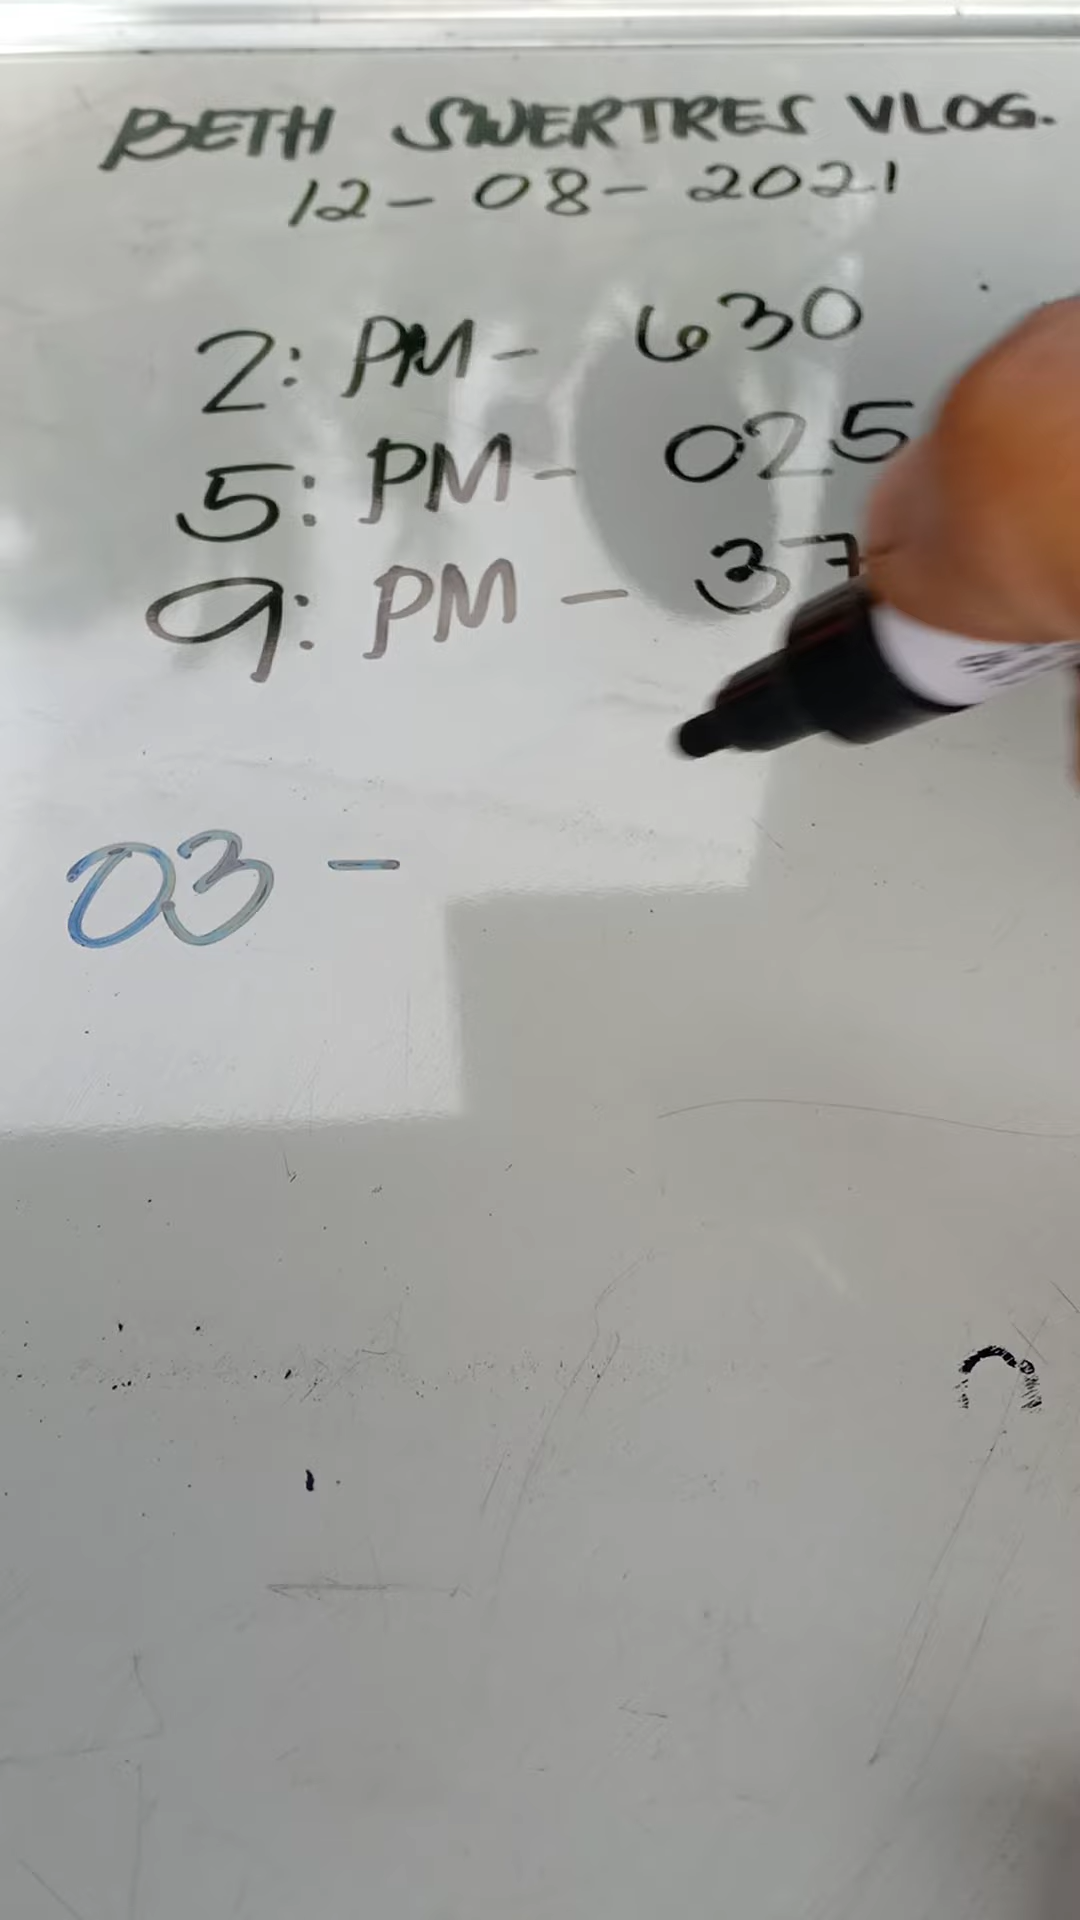 BETH SWERTRES VLOG.
12-08-2021
2: PM - 630
5: PM - 025
9: PM - 37
03 -